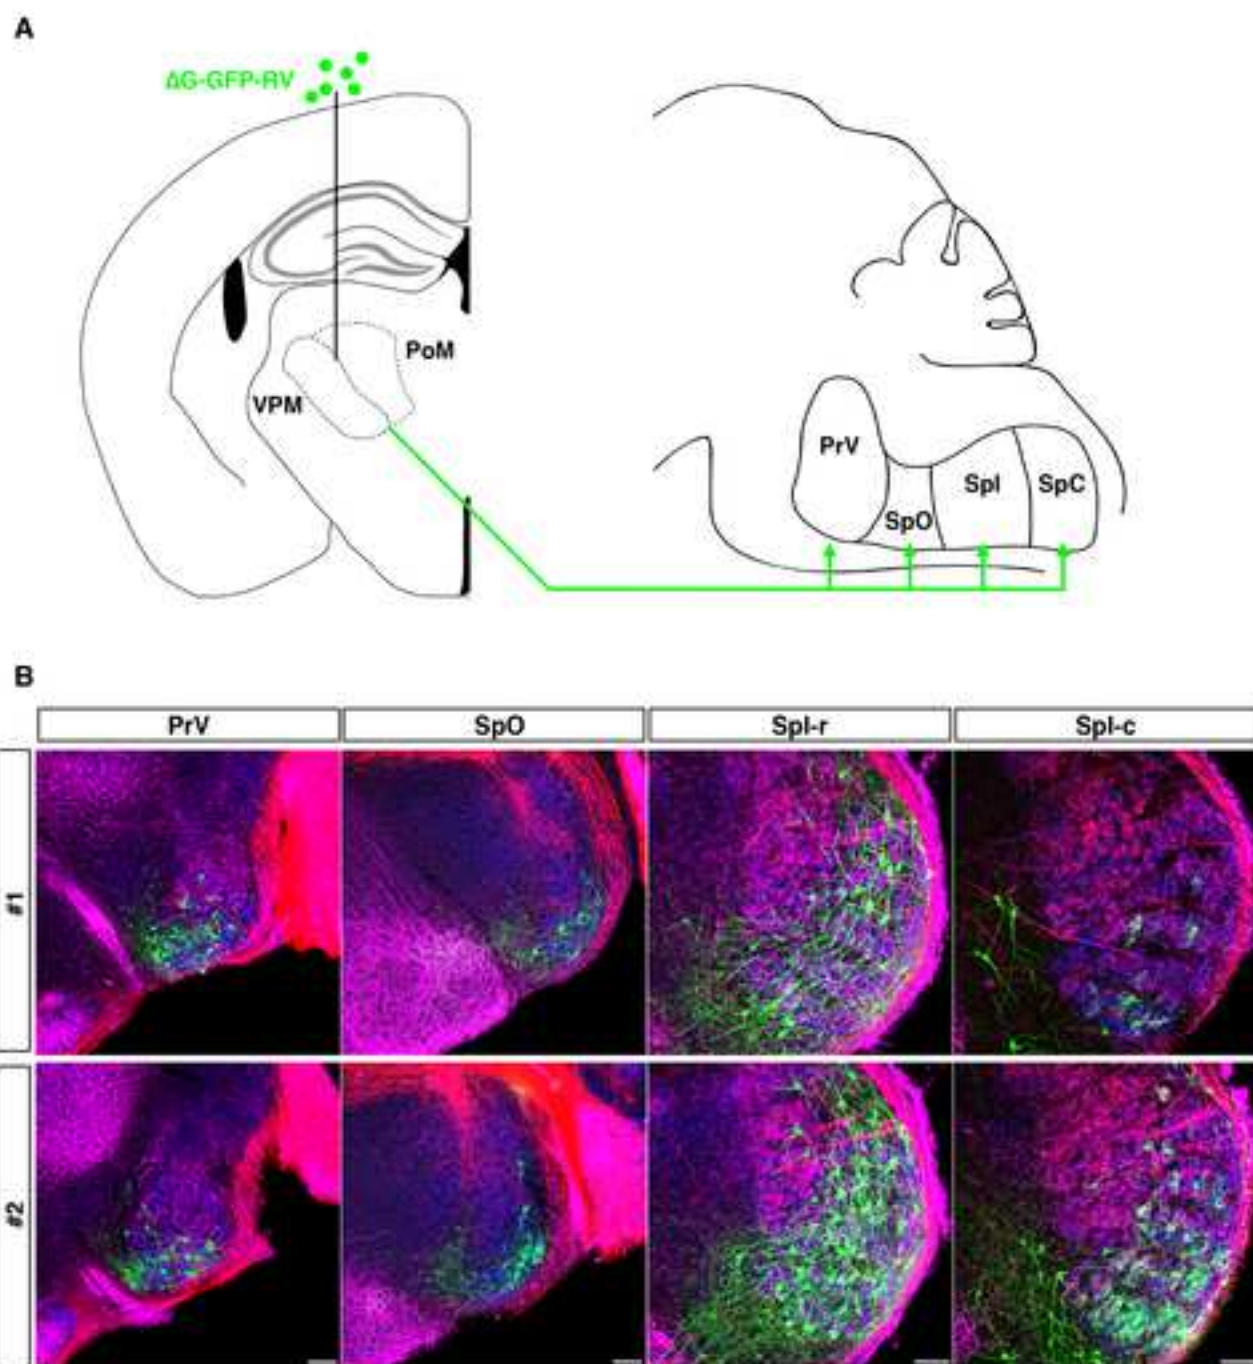 A
ΔG-GFP-RV
PoM
VPM
PrV
SpO
SpI
SpC
B
PrV
SpO
SpI-r
SpI-c
#1
#2